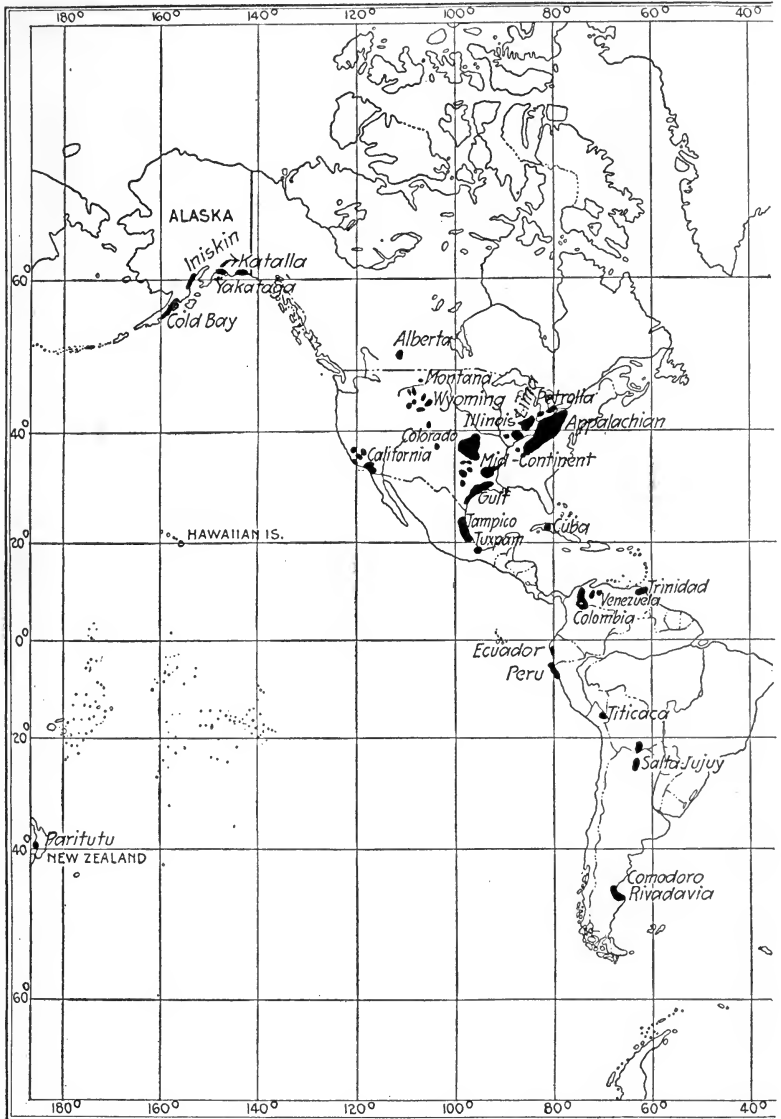 180° 160° 140° 120° 100° 80° 60° 40°
ALASKA
Iniskin
Katalla
60°
Yakataga
Cold Bay
Alberta
Montana
Wyoming
Lima
Petrolia
Illinois
Appalachian
40°
Colorado
California
Mid-Continent
Gulf
Tampico
Cuba
HAWAIIAN IS.
Tuxpam
20°
Trinidad
Venezuela
Colombia
0°
Ecuador
Peru
Titicaca
20°
Salta-Jujuy
Paritutu
40°
NEW ZEALAND
Comodoro
Rivadavia
60°
180° 160° 140° 120° 100° 80° 60° 40°